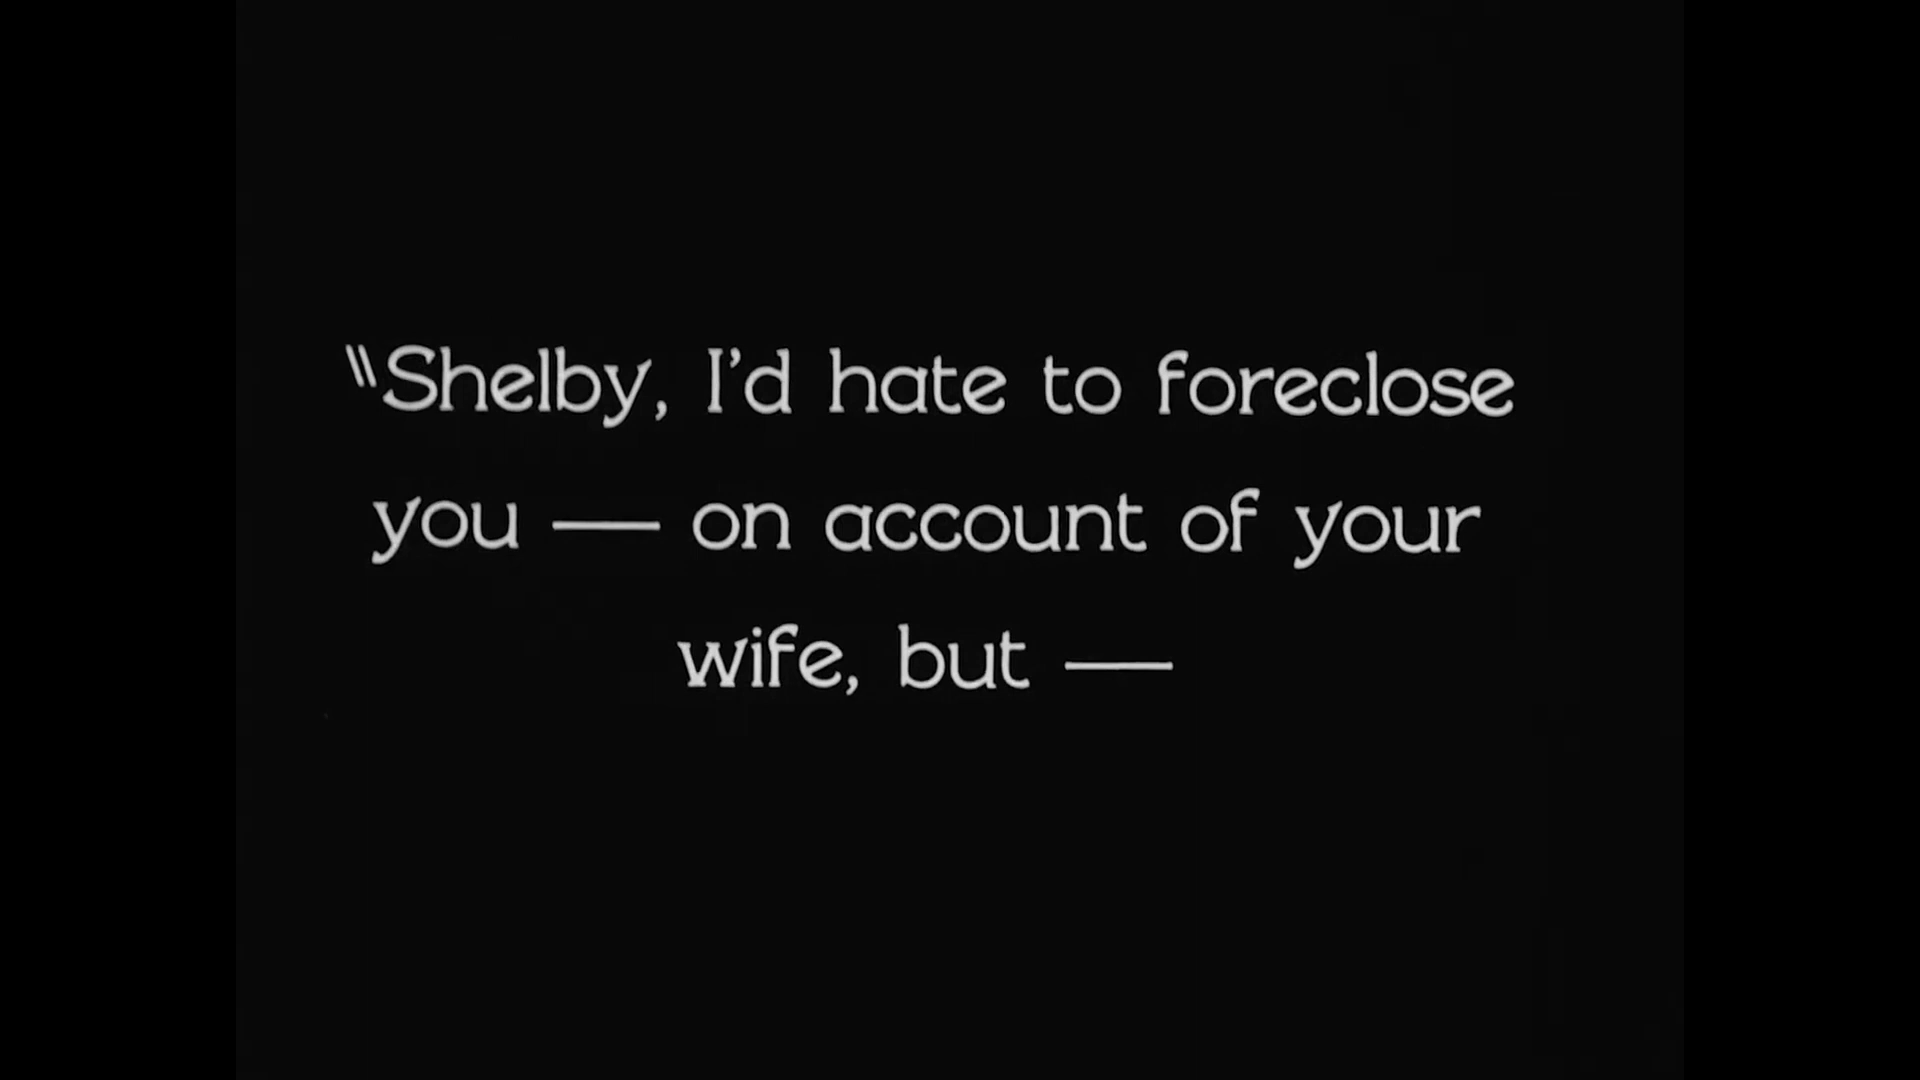 "Shelby, I'd hate to foreclose
you — on account of your
wife, but —